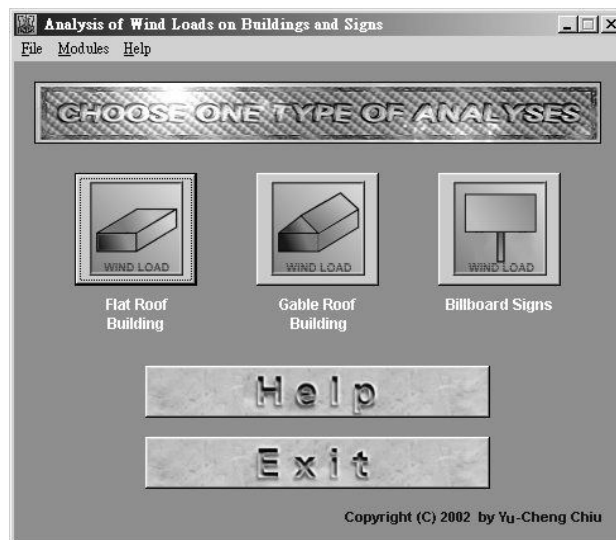 Analysis of Wind Loads on Buildings and Signs
File Modules Help
CHOOSE ONE TYPE OF ANALYSES
WIND LOAD WIND LOAD WIND LOAD
Flat Roof Building Gable Roof Building Billboard Signs
Help
Exit
Copyright (C) 2002 by Yu-Cheng Chiu